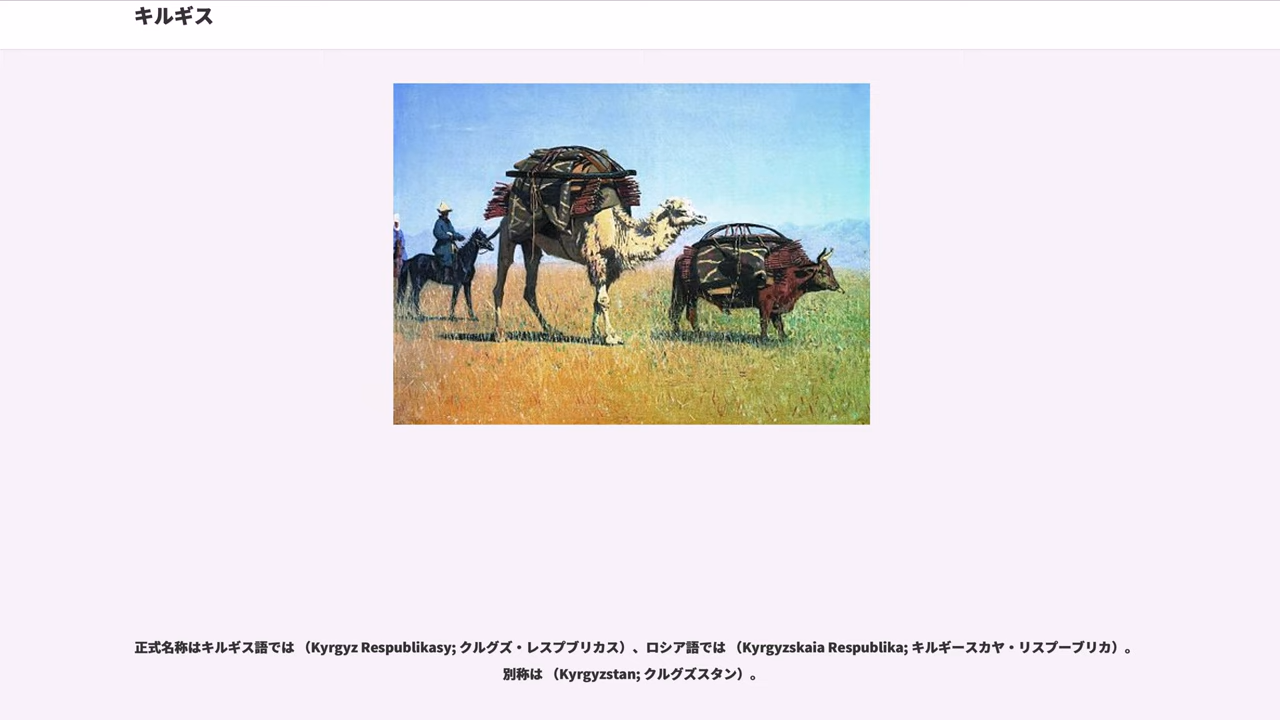 キルギス
正式名称はキルギス語では （Kyrgyz Respublikasy; クルグズ・レスプブリカス）、ロシア語では （Kyrgyzskaia Respublika; キルギースカヤ・リスプーブリカ）。
別称は （Kyrgyzstan; クルグズスタン）。